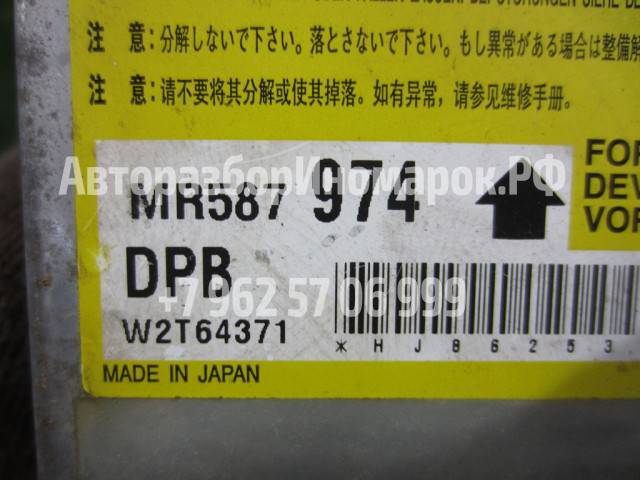 注 意:分解しないで下さい。落とさないで下さい。もし異常がある場合は整備解
注 意:请不要将其分解或使其掉落。如有异常，请参见维修手册。
АвторазборИномарок.РФ
MR587 974
FOR
DEV
VOR
DPB
+7 962 57 06 999
W2T64371
*HJ86253
MADE IN JAPAN